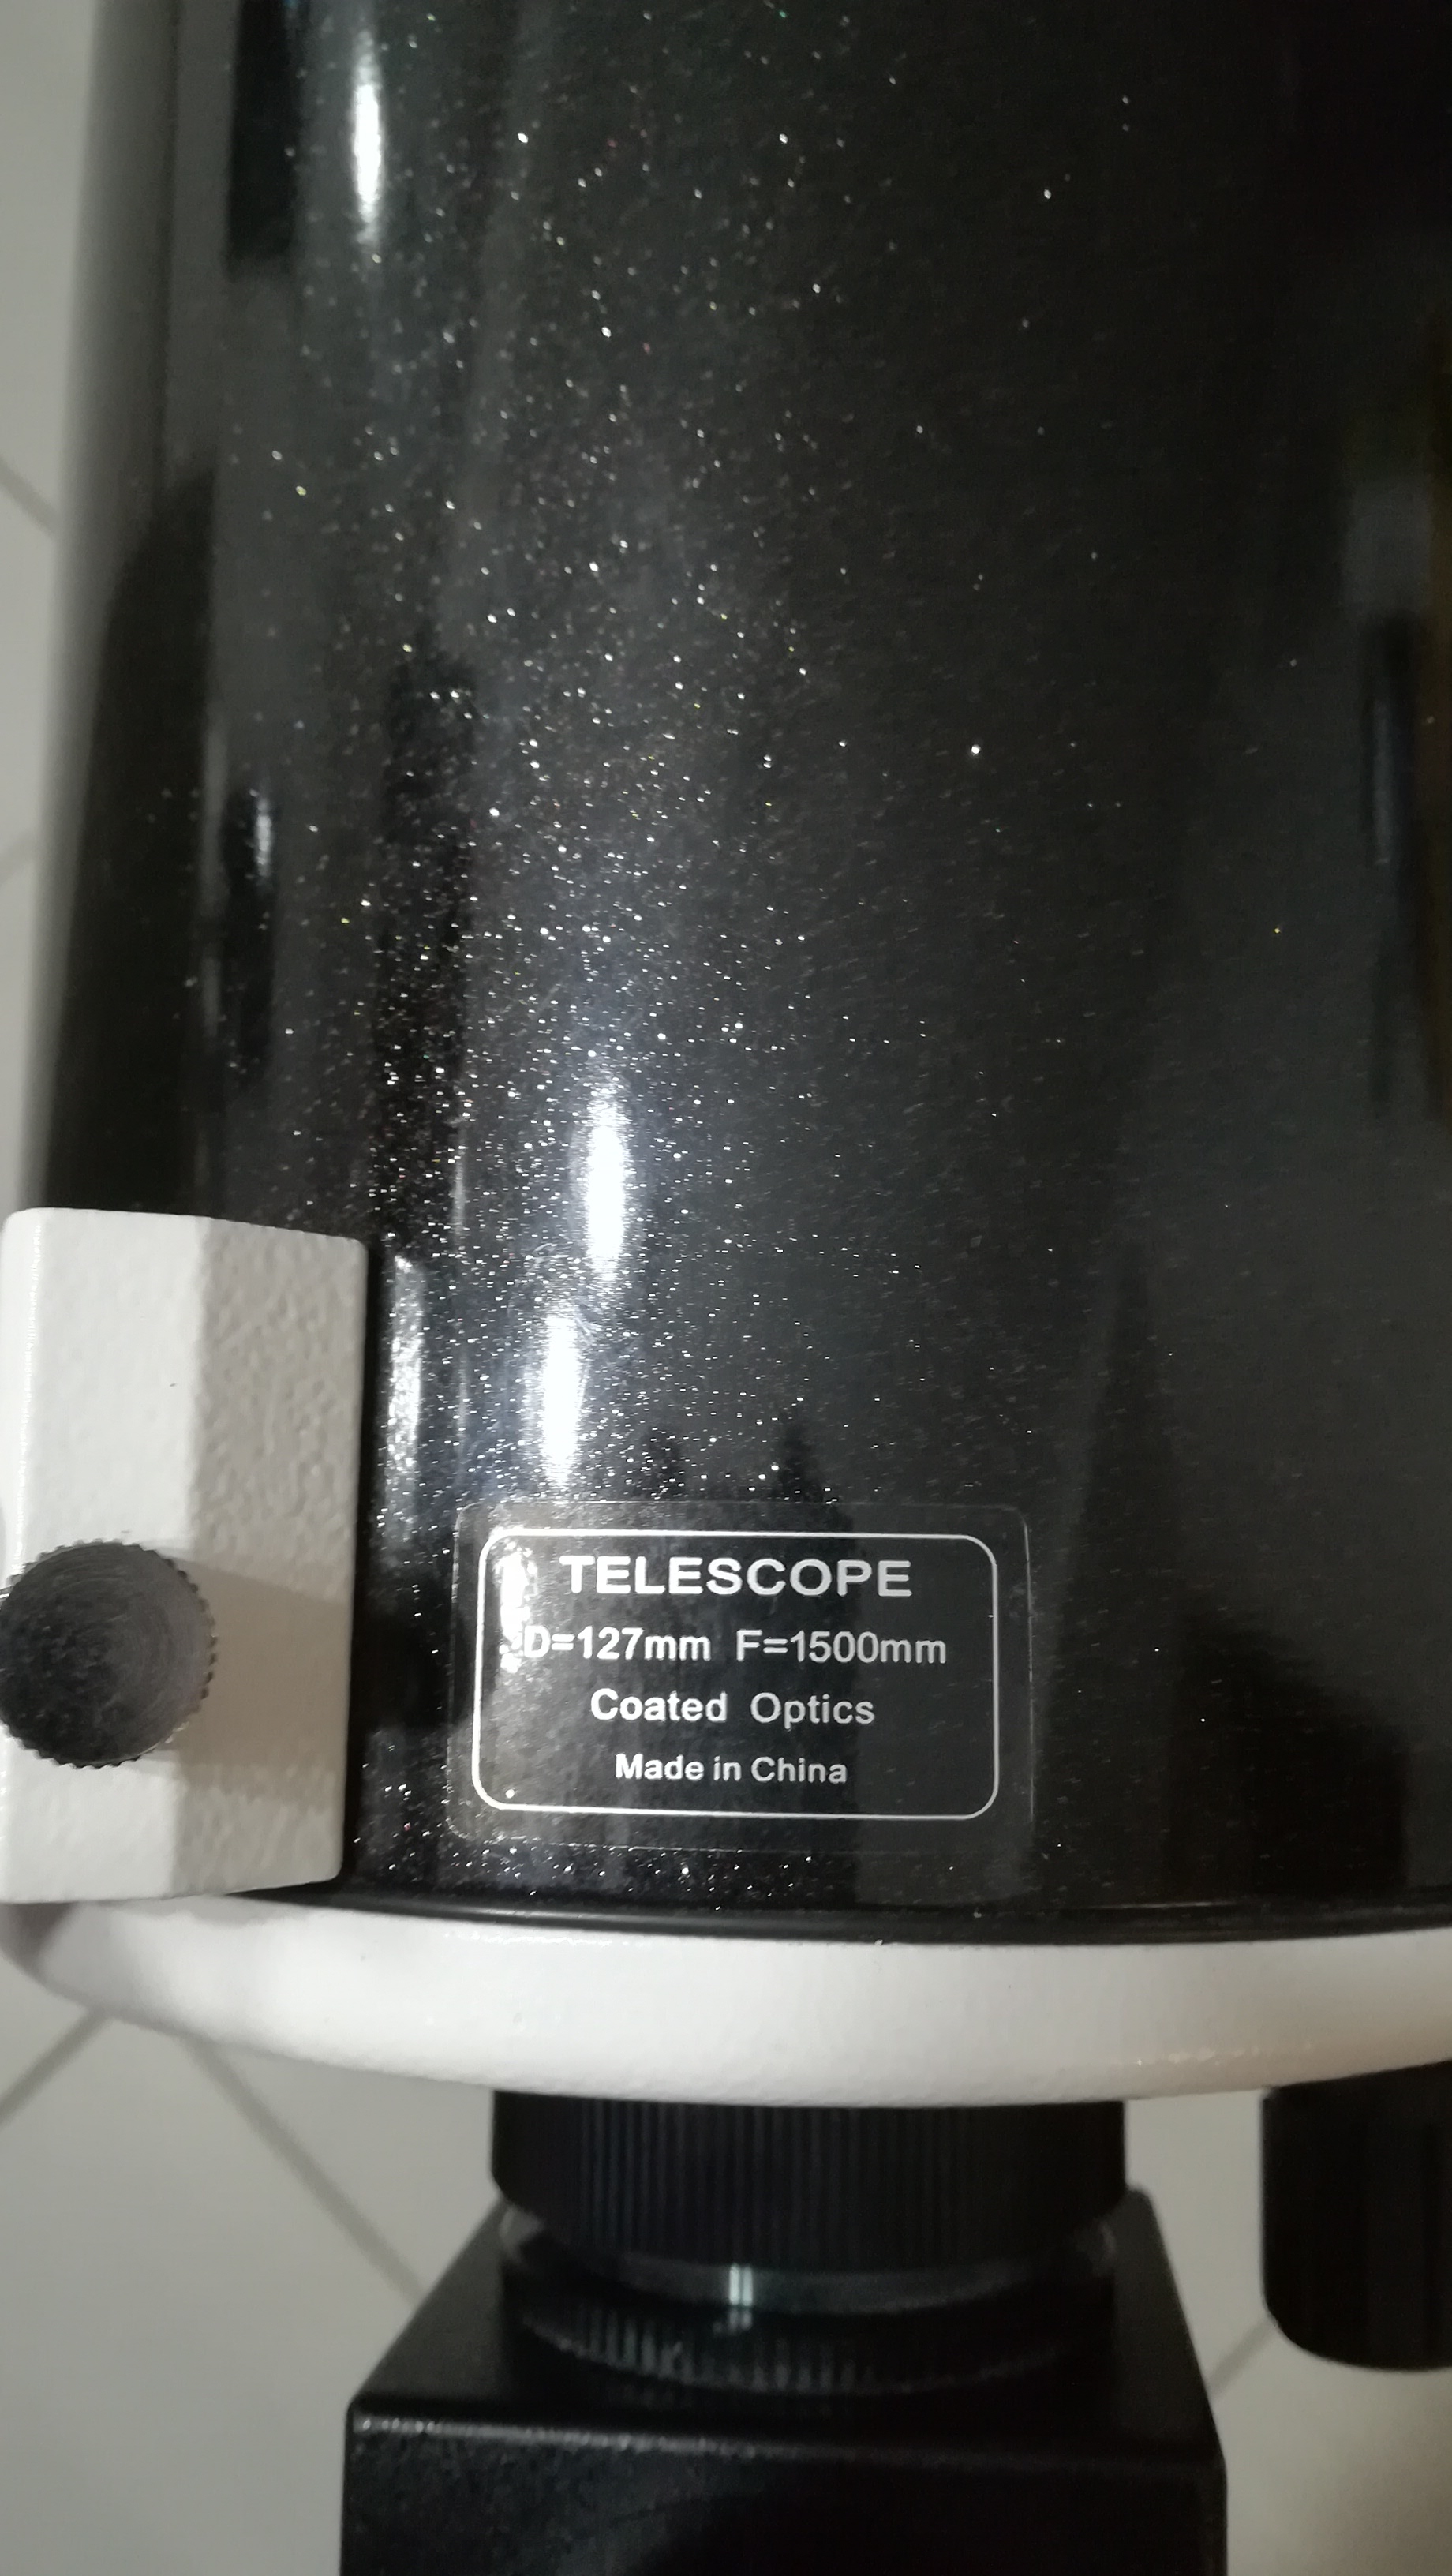 TELESCOPE
D=127mm F=1500mm
Coated Optics
Made in China